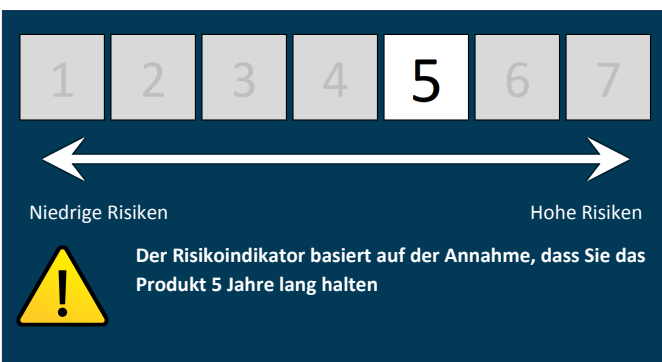 1 2 3 4 5 6 7
Niedrige Risiken Hohe Risiken
Der Risikoindikator basiert auf der Annahme, dass Sie das
Produkt 5 Jahre lang halten